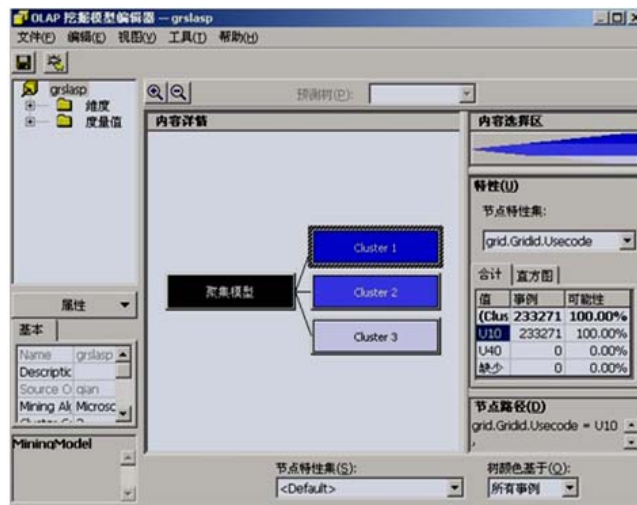 OLAP 挖掘模型编辑器 — grslasp
文件(F) 编辑(E) 视图(V) 工具(T) 帮助(H)
grslasp
维度
度量值
预测树(P):
内容详情
内容选择区
聚集模型
Cluster 1
Cluster 2
Cluster 3
特性(U)
节点特性集:
grid.Gridid.Usecode
合计 直方图
值 事例 可能性
(Clus 233271 100.00%
U10 233271 100.00%
U40 0 0.00%
缺少 0 0.00%
节点路径(D)
grid.Gridid.Usecode = U10
,
属性
基本
Name grslasp
Descriptic
Source O qian
Mining Al Microsc
MiningModel
节点特性集(S):
<Default>
树颜色基于(O):
所有事例